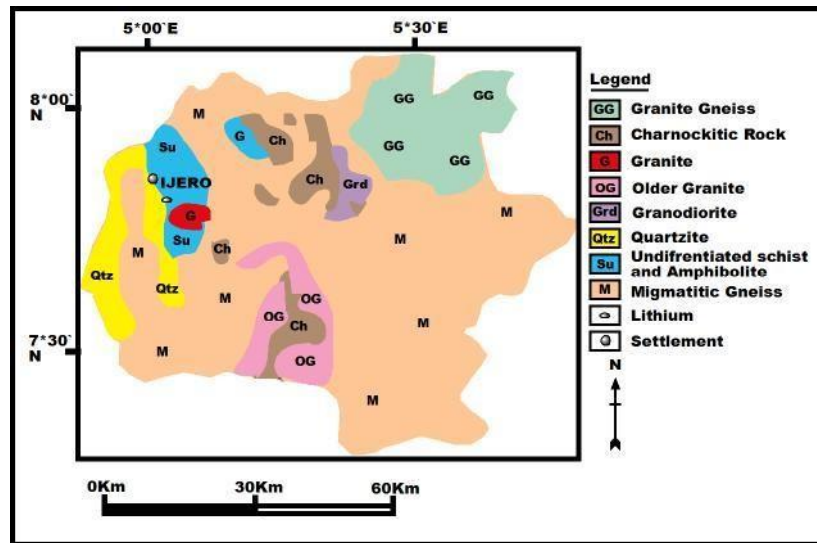 5°00`E
5°30`E
8°00`
N
7°30`
N
M
GG
GG
GG
GG
Su
G
Ch
Ch
Grd
IJERO
G
Su
Ch
M
M
M
Qtz
Qtz
M
M
M
M
OG
OG
Ch
OG
M
Legend
GG Granite Gneiss
Ch Charnockitic Rock
G Granite
OG Older Granite
Grd Granodiorite
Qtz Quartzite
Su Undifrentiated schist
and Amphibolite
M Migmatitic Gneiss
Lithium
Settlement
N
0Km 30Km 60Km